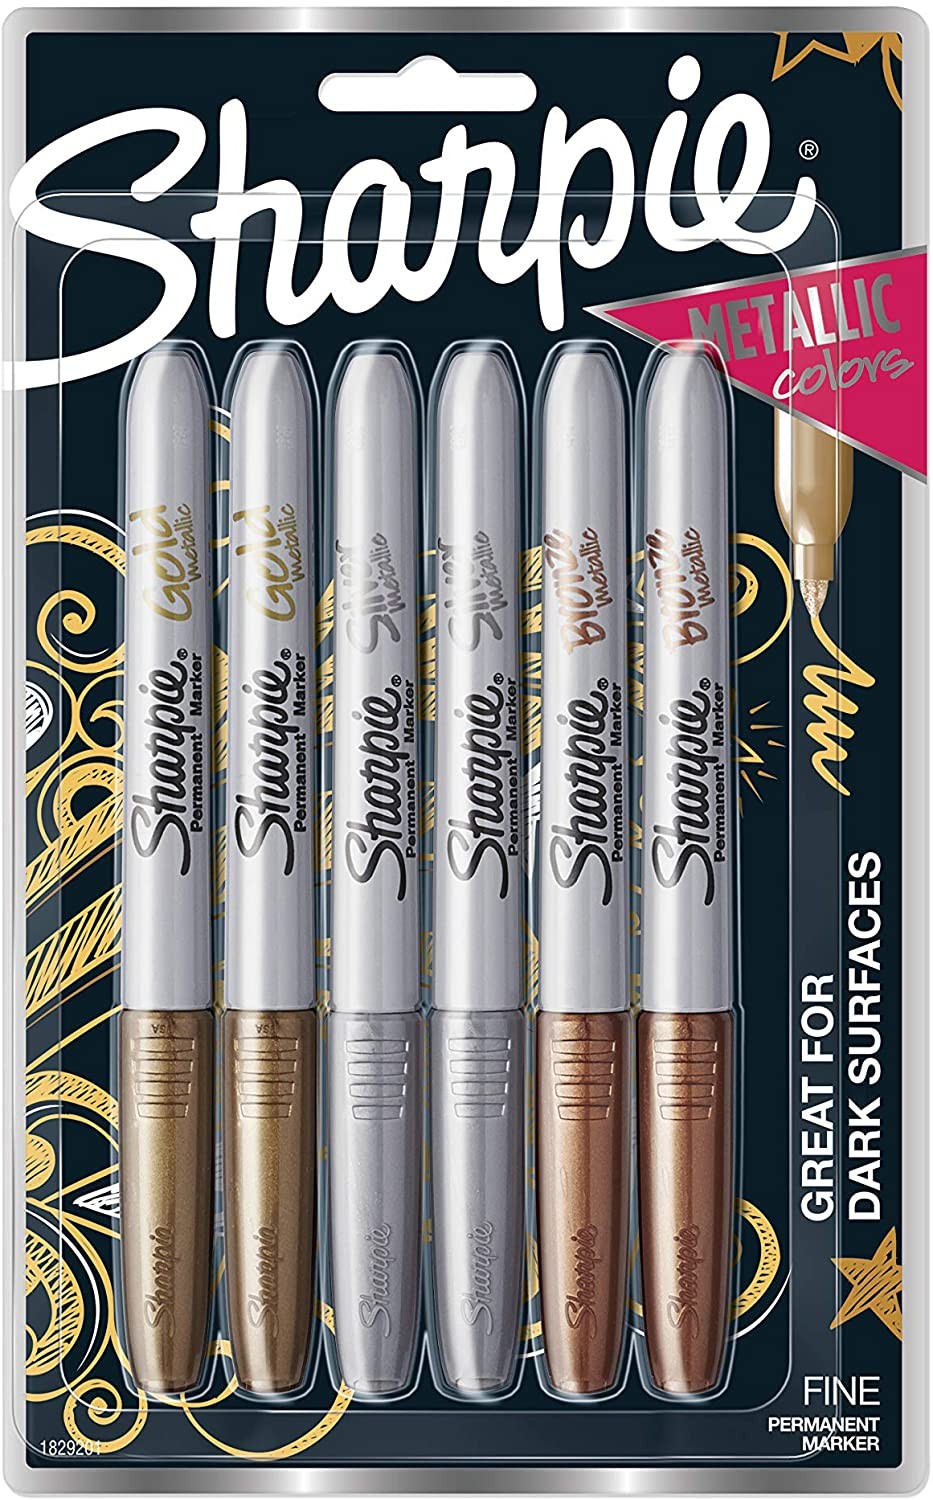 Sharpie®
METALLIC
colors
Gold
metallic
Sharpie®
Permanent Marker
Gold
metallic
Sharpie®
Permanent Marker
Silver
metallic
Sharpie®
Permanent Marker
Silver
metallic
Sharpie®
Permanent Marker
Bronze
metallic
Sharpie®
Permanent Marker
Bronze
metallic
Sharpie®
Permanent Marker
GREAT FOR
DARK SURFACES
Sharpie
Sharpie
Sharpie
Sharpie
Sharpie
Sharpie
FINE
PERMANENT
MARKER
1829201